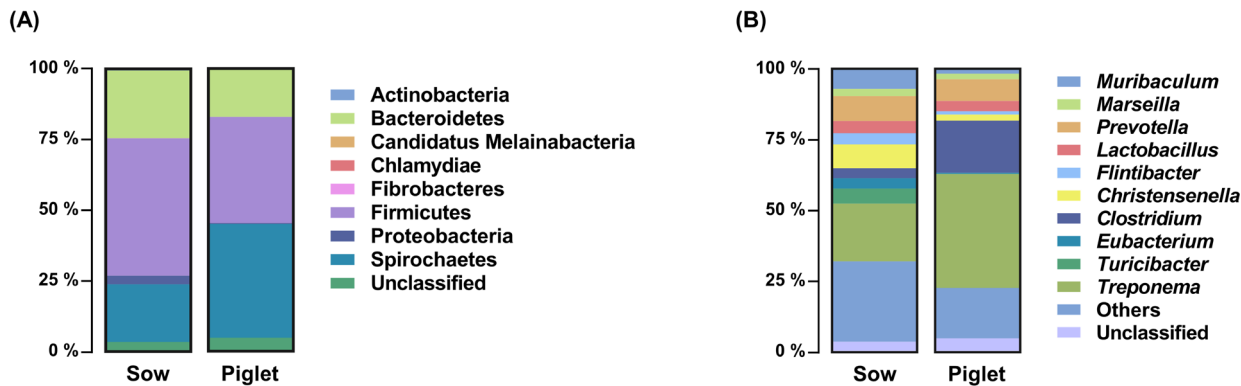 (A)
100 %
75 %
50 %
25 %
0 %
Sow
Piglet
Actinobacteria
Bacteroidetes
Candidatus Melainabacteria
Chlamydiae
Fibrobacteres
Firmicutes
Proteobacteria
Spirochaetes
Unclassified
(B)
100 %
75 %
50 %
25 %
0 %
Sow
Piglet
Muribaculum
Marseilla
Prevotella
Lactobacillus
Flintibacter
Christensenella
Clostridium
Eubacterium
Turicibacter
Treponema
Others
Unclassified